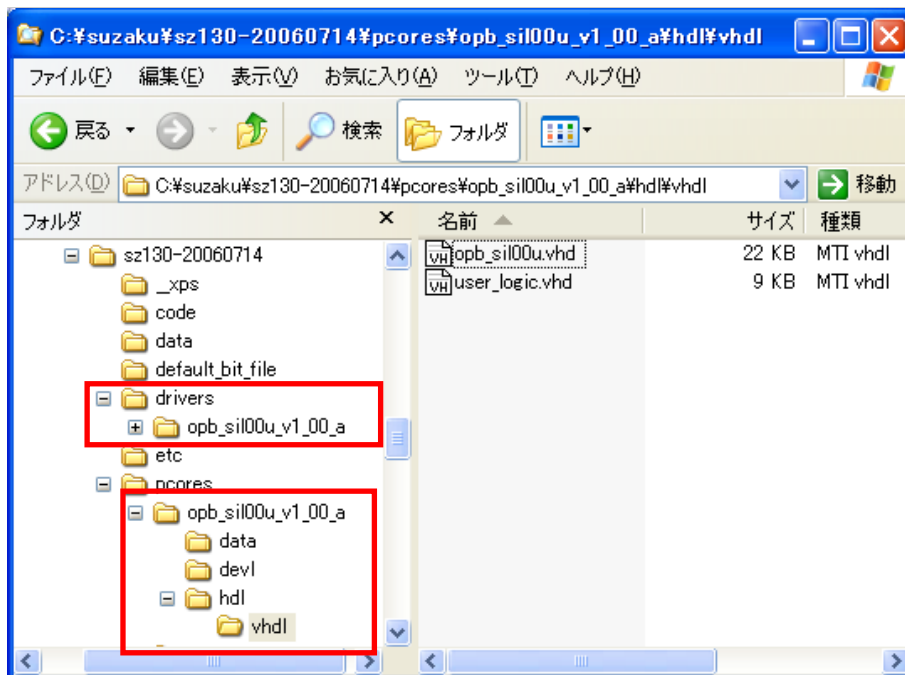 C:¥suzaku¥sz130-20060714¥pcores¥opb_sil00u_v1_00_a¥hdl¥vhdl
ファイル(F) 編集(E) 表示(V) お気に入り(A) ツール(T) ヘルプ(H)
戻る 検索 フォルダ
アドレス(D) C:¥suzaku¥sz130-20060714¥pcores¥opb_sil00u_v1_00_a¥hdl¥vhdl 移動
フォルダ × 名前 サイズ 種類
sz130-20060714
_xps
code
data
default_bit_file
drivers
opb_sil00u_v1_00_a
etc
pcores
opb_sil00u_v1_00_a
data
devl
hdl
vhdl
opb_sil00u.vhd 22 KB MTI vhdl
user_logic.vhd 9 KB MTI vhdl